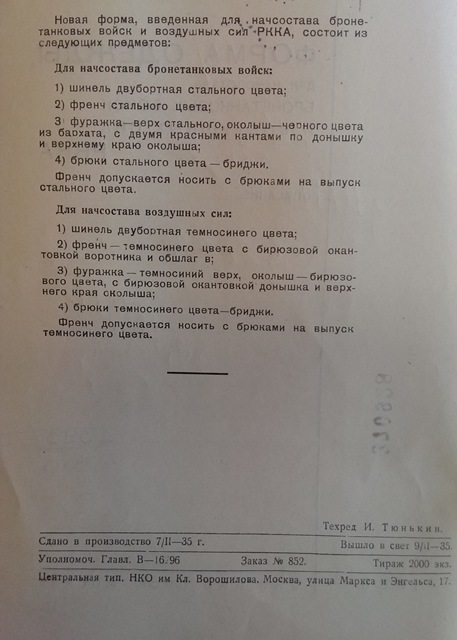 Новая форма, введенная для начсостава броне-
танковых войск и воздушных сил РККА, состоит из
следующих предметов:
Для начсостава бронетанковых войск:
1) шинель двубортная стального цвета;
2) френч стального цвета;
3 фуражка—верх стального, околыш—черного цвета
из бархата, с двумя красными кантами по донышку
и верхнему краю околыша;
4) брюки стального цвета — бриджи.
Френч допускается носить с брюками на выпуск
стального цвета.
Для начсостава воздушных сил:
1) шинель двубортная темносинего цвета;
2) френч — темносинего цвета с бирюзовой окан-
товкой воротника и обшлаг в;
3) фуражка — темносиний верх, околыш — бирюзо-
вого цвета, с бирюзовой окантовкой донышка и верх-
него края околыша;
4) брюки темносинего цвета—бриджи.
Френч допускается носить с брюками на выпуск
темносинего цвета.
Техред И. Тюнькин.
Сдано в производство 7/II—35 г. Вышло в свет 9/II—35.
Уполномоч. Главл. В—16:96 Заказ № 852. Тираж 2000 экз.
Центральная тип. НКО им Кл. Ворошилова. Москва, улица Маркса и Энгельса, 17.